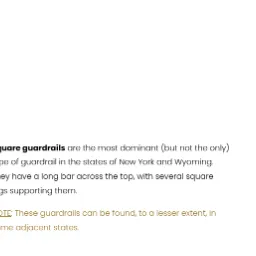 quare guardrails are the most dominant (but not the only)
pe of guardrail in the states of New York and Wyoming.
ey have a long bar across the top, with several square
gs supporting them.
OTE: These guardrails can be found, to a lesser extent, in
me adjacent states.